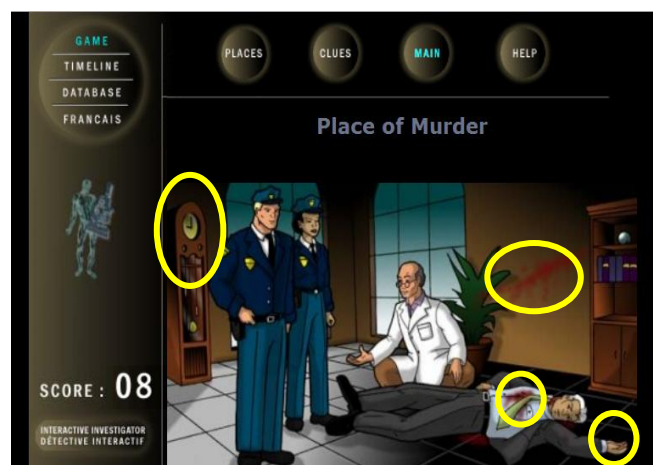 GAME
TIMELINE
DATABASE
FRANCAIS
PLACES
CLUES
MAIN
HELP
Place of Murder
SCORE : 08
INTERACTIVE INVESTIGATOR
DÉTECTIVE INTERACTIF